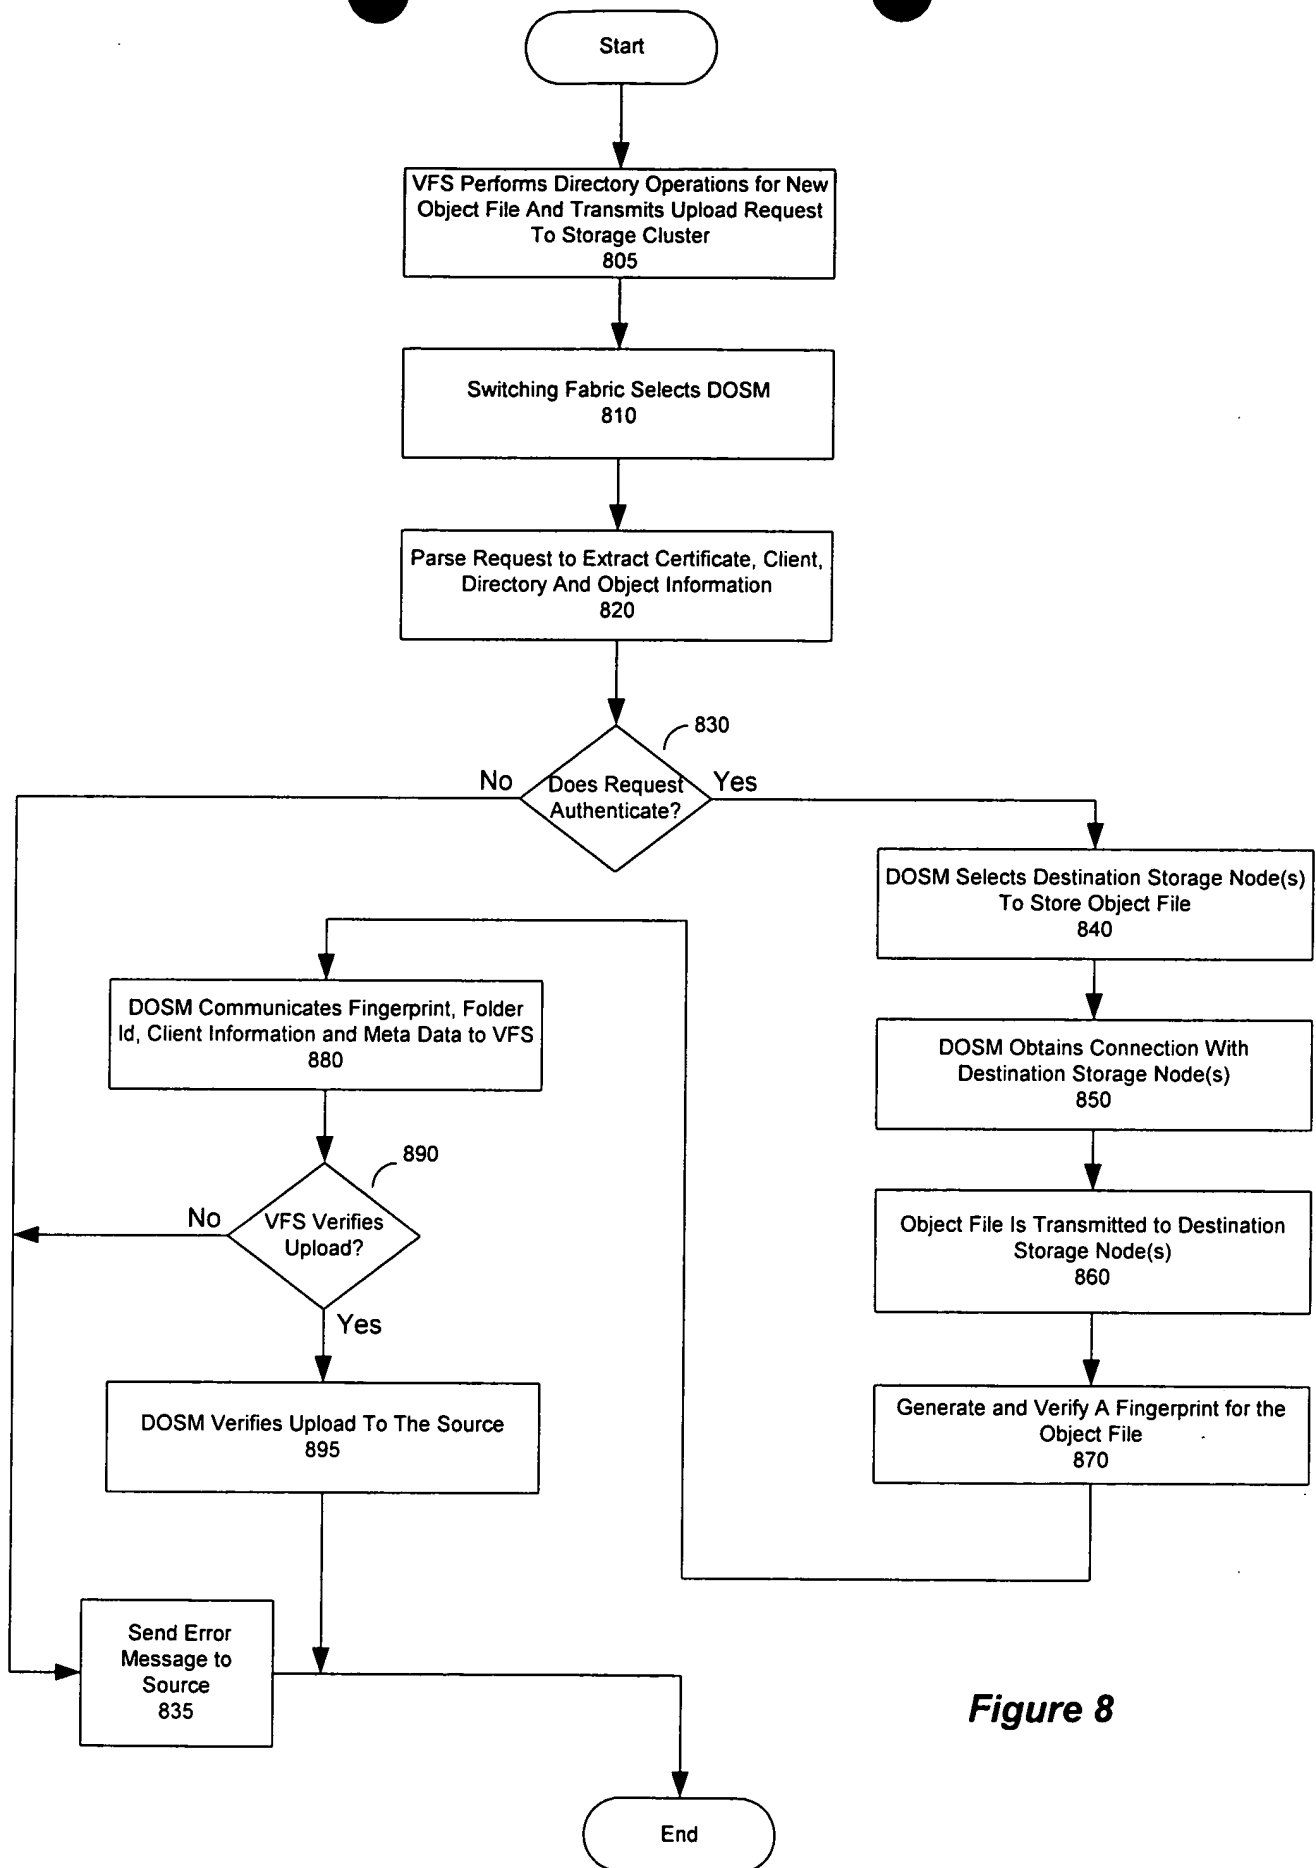 Start
VFS Performs Directory Operations for New
Object File And Transmits Upload Request
To Storage Cluster
805
Switching Fabric Selects DOSM
810
Parse Request to Extract Certificate, Client,
Directory And Object Information
820
830
No
Does Request
Authenticate?
Yes
DOSM Selects Destination Storage Node(s)
To Store Object File
840
DOSM Obtains Connection With
Destination Storage Node(s)
850
Object File Is Transmitted to Destination
Storage Node(s)
860
Generate and Verify A Fingerprint for the
Object File
870
DOSM Communicates Fingerprint, Folder
Id, Client Information and Meta Data to VFS
880
890
No
VFS Verifies
Upload?
Yes
DOSM Verifies Upload To The Source
895
Send Error
Message to
Source
835
Figure 8
End